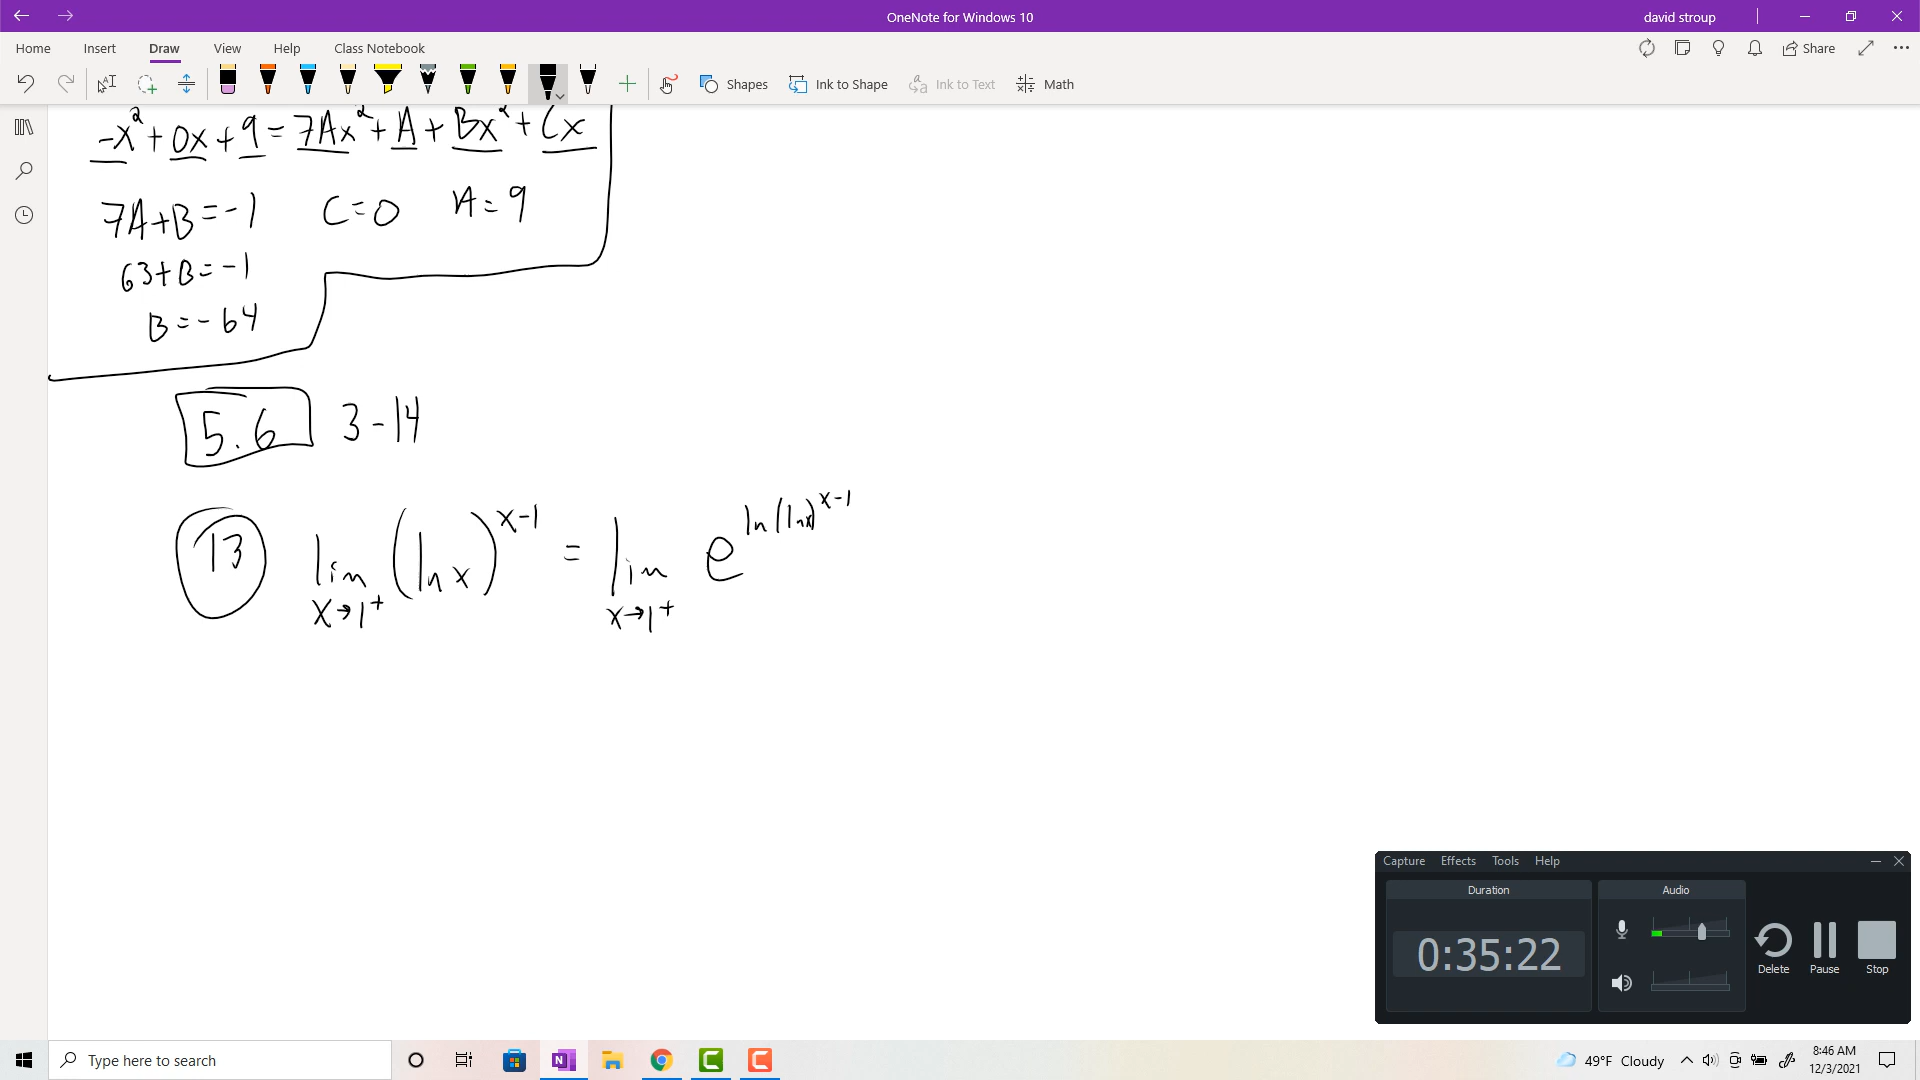 OneNote for Windows 10
david stroup
Home Insert Draw View Help Class Notebook
Share
Shapes Ink to Shape Ink to Text Math
-x² + 0x + 9 = 7Ax² + A + Bx² + Cx
7A+B=-1 C=0 A=9
63+B=-1
B=-64
5.6 3-14
13 lim x→1⁺ (ln x)^(x-1) = lim x→1⁺ e^(ln(ln x)^(x-1))
Capture Effects Tools Help
Duration Audio
0:35:22
Delete Pause Stop
Type here to search
49°F Cloudy
8:46 AM
12/3/2021